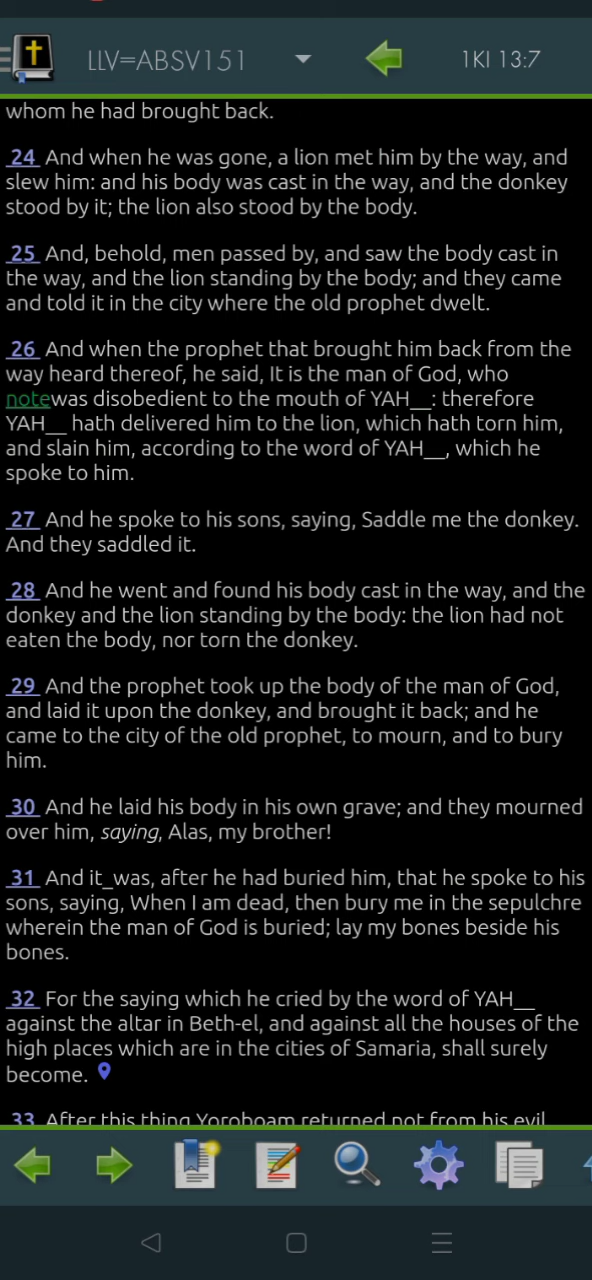 LLV=ABSV151
1KI 13:7
whom he had brought back.
24 And when he was gone, a lion met him by the way, and
slew him: and his body was cast in the way, and the donkey
stood by it; the lion also stood by the body.
25 And, behold, men passed by, and saw the body cast in
the way, and the lion standing by the body; and they came
and told it in the city where the old prophet dwelt.
26 And when the prophet that brought him back from the
way heard thereof, he said, It is the man of God, who
notewas disobedient to the mouth of YAH__: therefore
YAH__ hath delivered him to the lion, which hath torn him,
and slain him, according to the word of YAH__, which he
spoke to him.
27 And he spoke to his sons, saying, Saddle me the donkey.
And they saddled it.
28 And he went and found his body cast in the way, and the
donkey and the lion standing by the body: the lion had not
eaten the body, nor torn the donkey.
29 And the prophet took up the body of the man of God,
and laid it upon the donkey, and brought it back; and he
came to the city of the old prophet, to mourn, and to bury
him.
30 And he laid his body in his own grave; and they mourned
over him, saying, Alas, my brother!
31 And it_was, after he had buried him, that he spoke to his
sons, saying, When I am dead, then bury me in the sepulchre
wherein the man of God is buried; lay my bones beside his
bones.
32 For the saying which he cried by the word of YAH__
against the altar in Beth-el, and against all the houses of the
high places which are in the cities of Samaria, shall surely
become.
33 After this thing Yoroboam returned not from his evil